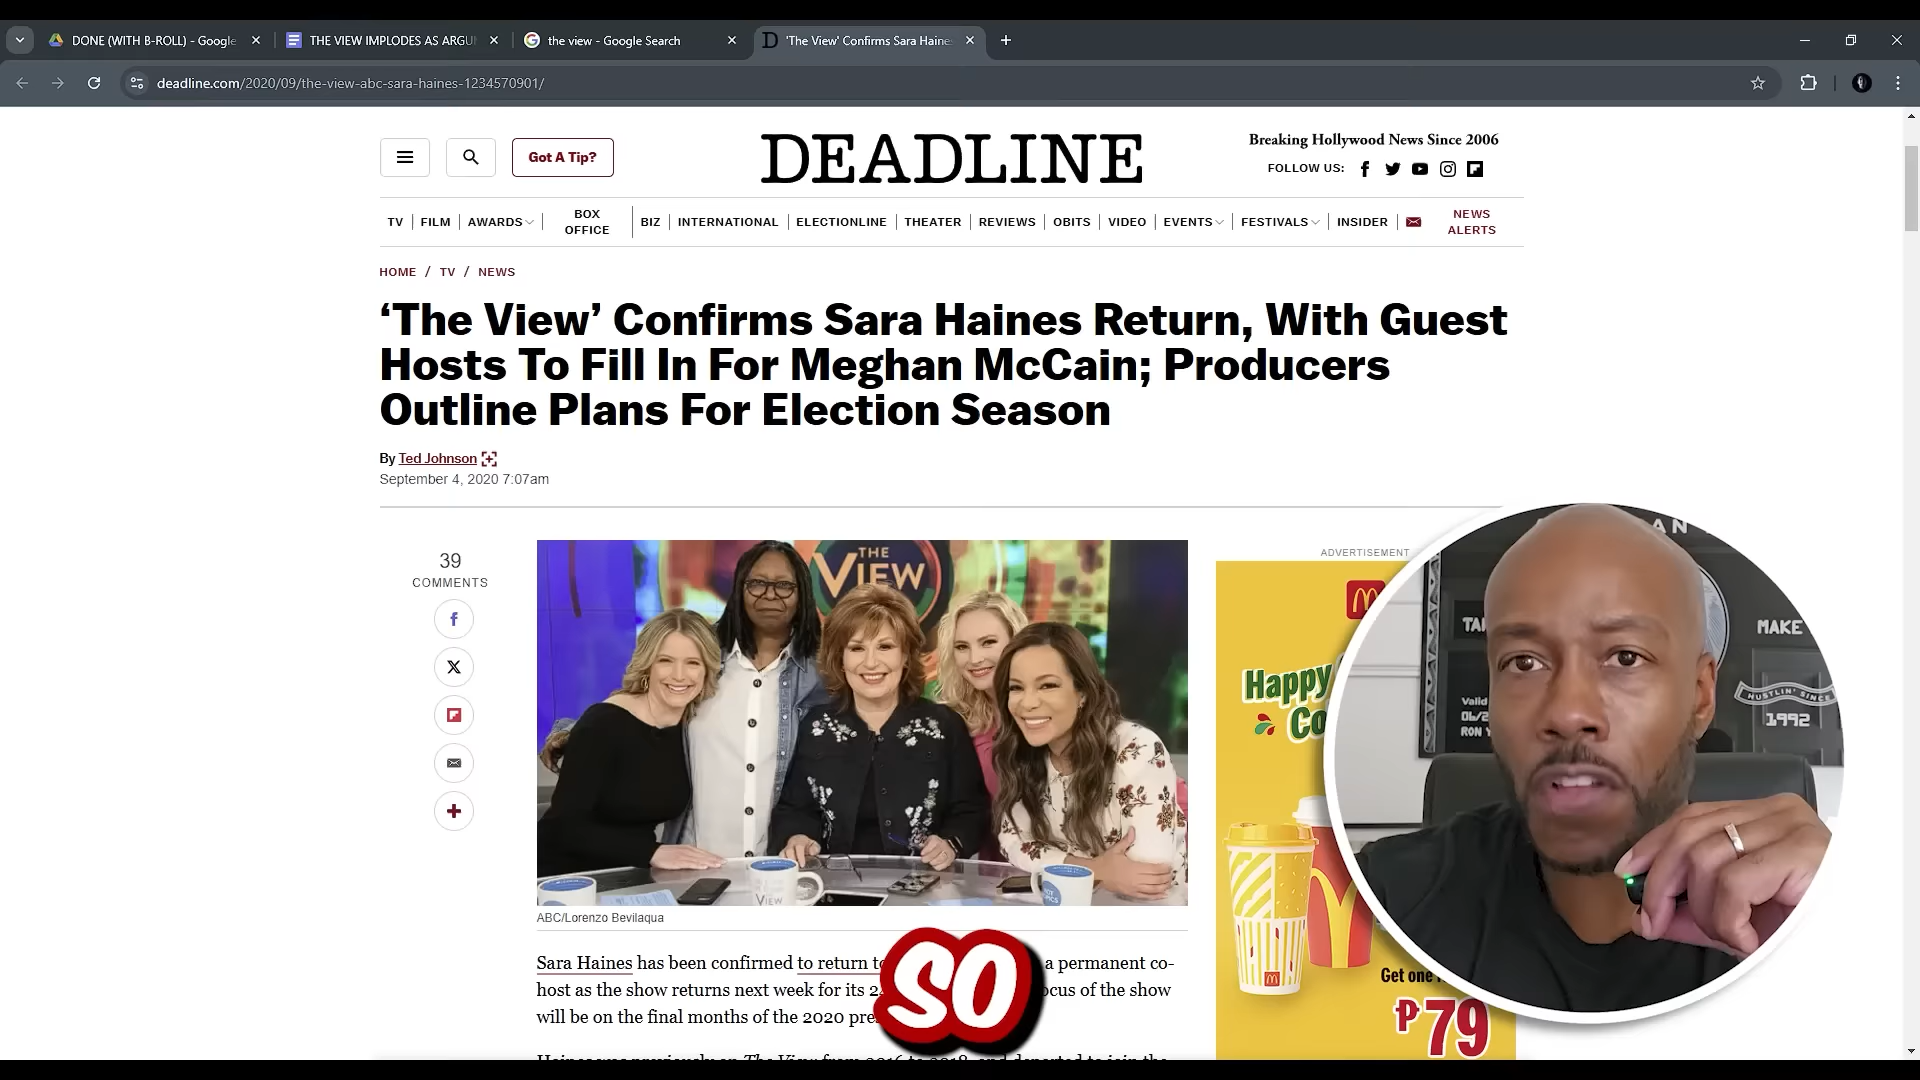 DONE (WITH B-ROLL) - Google
THE VIEW IMPLODES AS ARGU
the view - Google Search
'The View' Confirms Sara Haine
deadline.com/2020/09/the-view-abc-sara-haines-1234570901/
Got A Tip?
DEADLINE
Breaking Hollywood News Since 2006
FOLLOW US:
TV
FILM
AWARDS
BOX OFFICE
BIZ
INTERNATIONAL
ELECTIONLINE
THEATER
REVIEWS
OBITS
VIDEO
EVENTS
FESTIVALS
INSIDER
NEWS ALERTS
HOME / TV / NEWS
‘The View’ Confirms Sara Haines Return, With Guest
Hosts To Fill In For Meghan McCain; Producers
Outline Plans For Election Season
By Ted Johnson
September 4, 2020 7:07am
39
COMMENTS
THE
VIEW
ABC/Lorenzo Bevilaqua
Sara Haines has been confirmed to return to a permanent co-
host as the show returns next week for its 2 ocus of the show
will be on the final months of the 2020 pre
SO
ADVERTISEMENT
Happy
Co
Get one
₱79
MAKE
HUSTLIN' SINCE
1992
Valid
RON